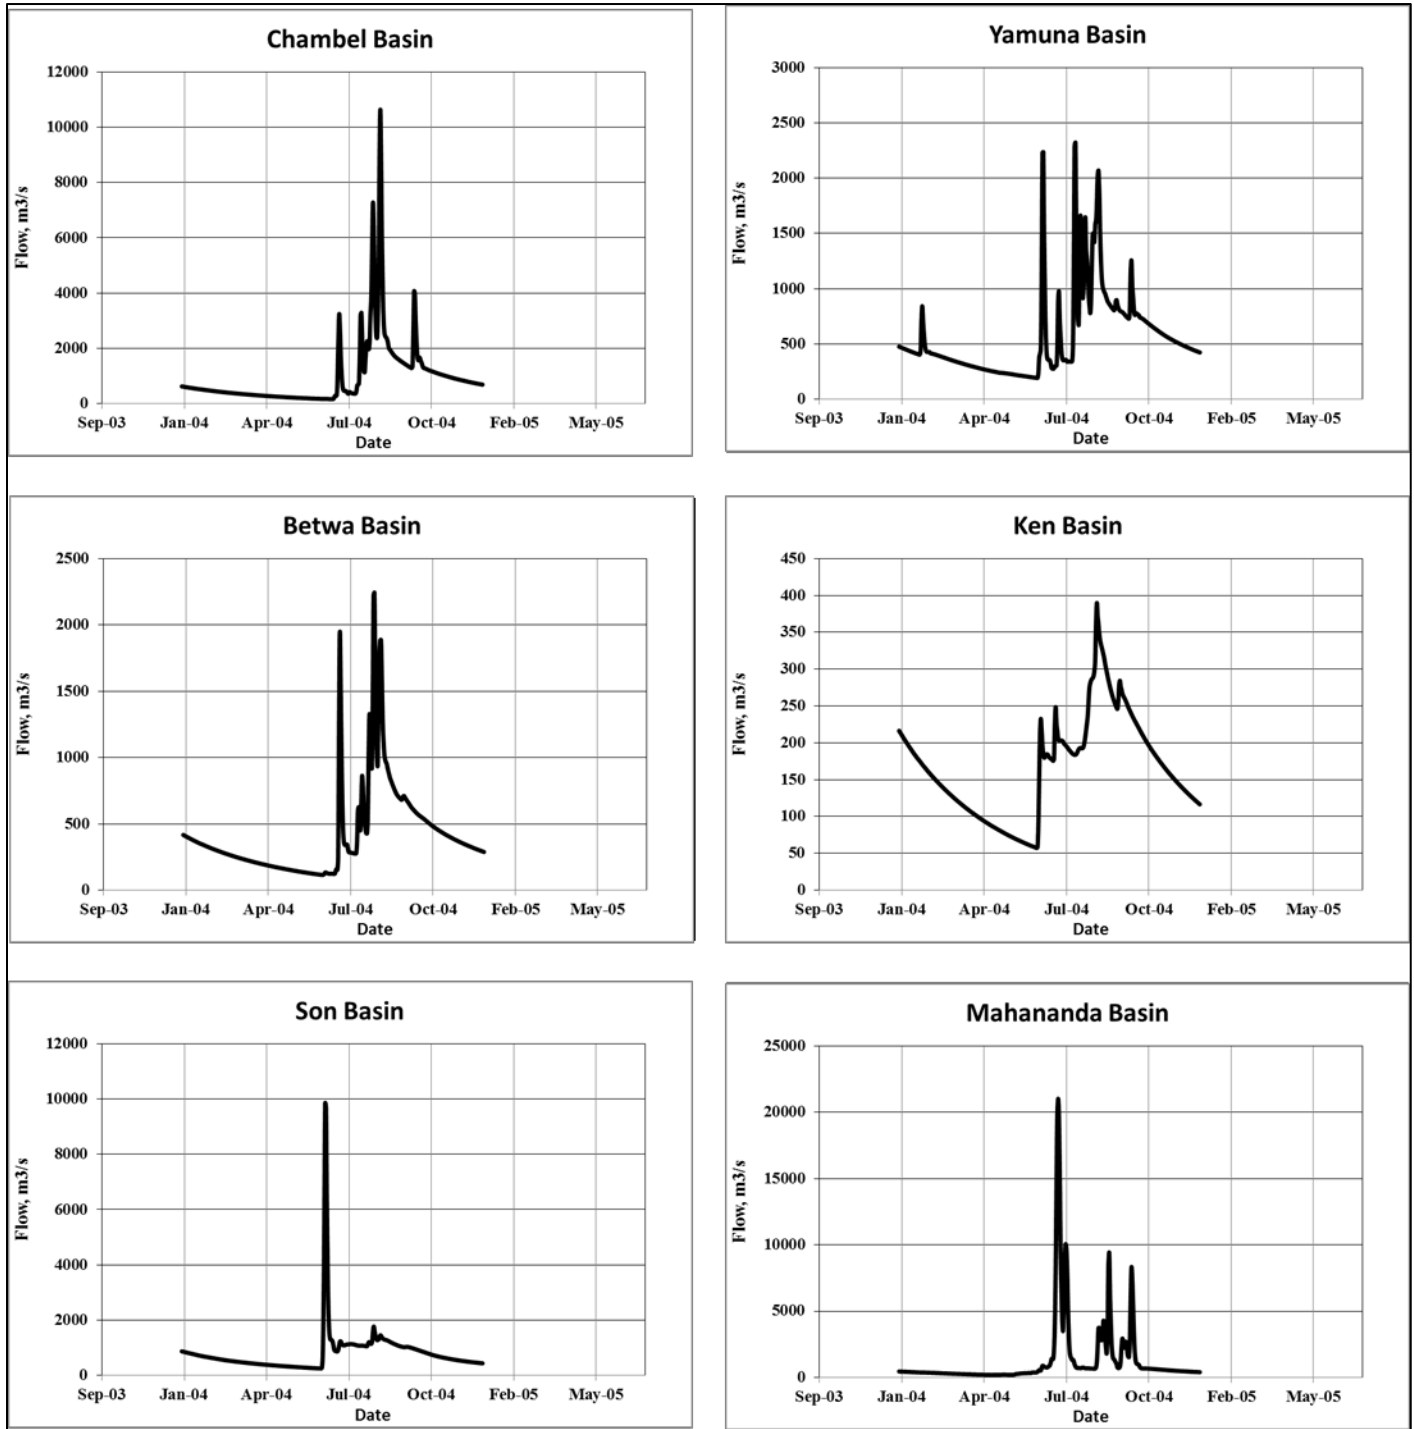 Chambel Basin
12000
10000
8000
6000
4000
2000
0
Flow, m3/s
Sep-03 Jan-04 Apr-04 Jul-04 Oct-04 Feb-05 May-05
Date
Yamuna Basin
3000
2500
2000
1500
1000
500
0
Flow, m3/s
Sep-03 Jan-04 Apr-04 Jul-04 Oct-04 Feb-05 May-05
Date
Betwa Basin
2500
2000
1500
1000
500
0
Flow, m3/s
Sep-03 Jan-04 Apr-04 Jul-04 Oct-04 Feb-05 May-05
Date
Ken Basin
450
400
350
300
250
200
150
100
50
0
Flow, m3/s
Sep-03 Jan-04 Apr-04 Jul-04 Oct-04 Feb-05 May-05
Date
Son Basin
12000
10000
8000
6000
4000
2000
0
Flow, m3/s
Sep-03 Jan-04 Apr-04 Jul-04 Oct-04 Feb-05 May-05
Date
Mahananda Basin
25000
20000
15000
10000
5000
0
Flow, m3/s
Sep-03 Jan-04 Apr-04 Jul-04 Oct-04 Feb-05 May-05
Date